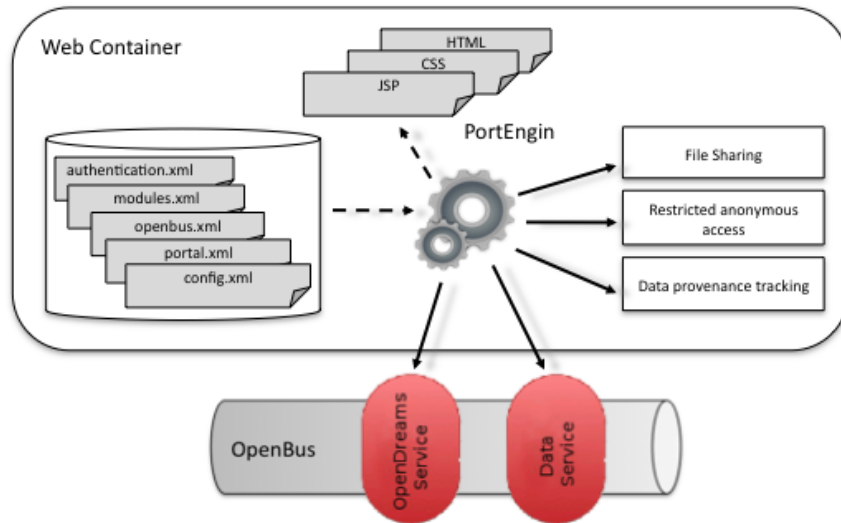 Web Container
HTML
CSS
JSP
PortEngin
authentication.xml
modules.xml
openbus.xml
portal.xml
config.xml
File Sharing
Restricted anonymous
access
Data provenance tracking
OpenBus
OpenDreams
Service
Data
Service